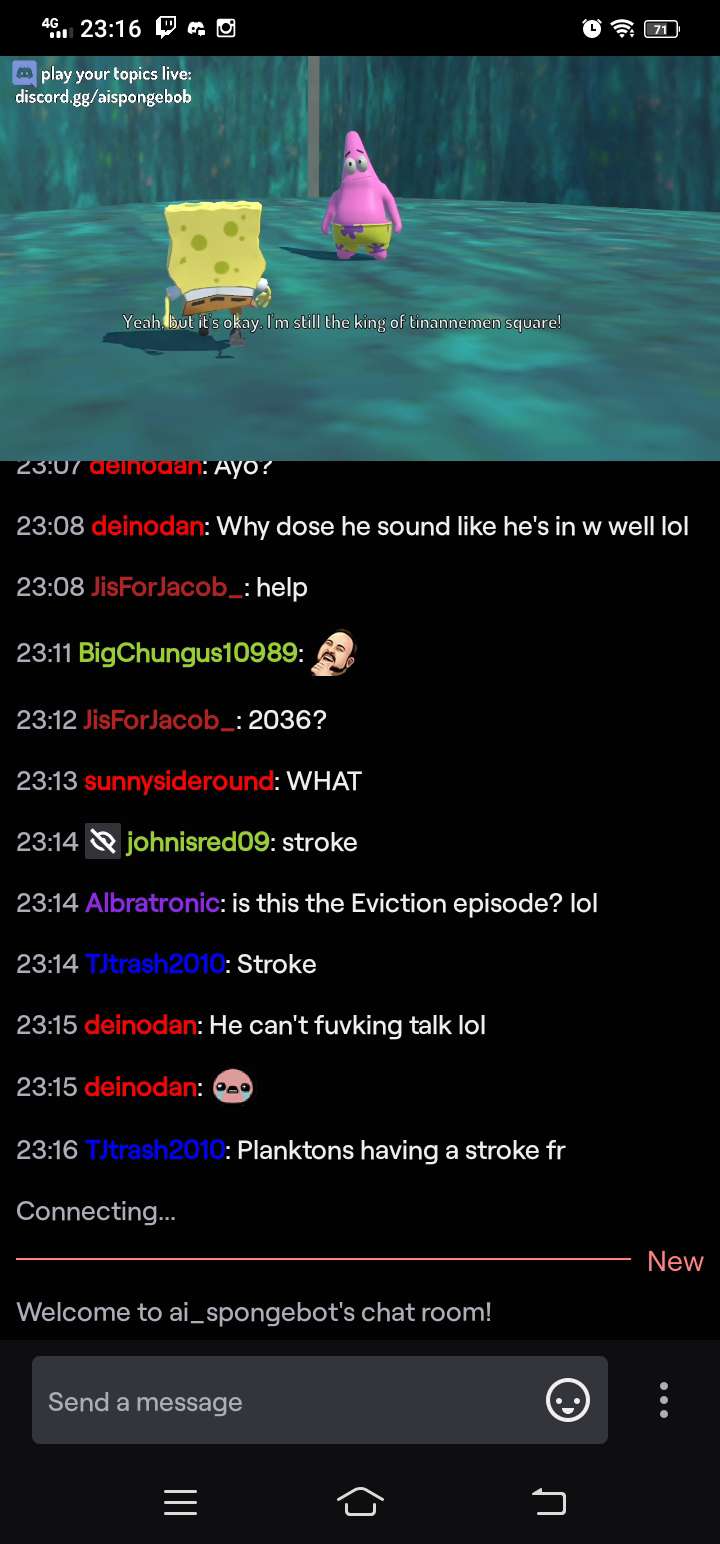 4G 23:16 71
play your topics live:
discord.gg/aispongebob
Yeah, but it's okay. I'm still the king of tinannemen square!
23:07 deinodan: Ayo?
23:08 deinodan: Why dose he sound like he's in w well lol
23:08 JisForJacob_: help
23:11 BigChungus10989:
23:12 JisForJacob_: 2036?
23:13 sunnysideround: WHAT
23:14 johnisred09: stroke
23:14 Albratronic: is this the Eviction episode? lol
23:14 TJtrash2010: Stroke
23:15 deinodan: He can't fuvking talk lol
23:15 deinodan:
23:16 TJtrash2010: Planktons having a stroke fr
Connecting...
New
Welcome to ai_spongebot's chat room!
Send a message